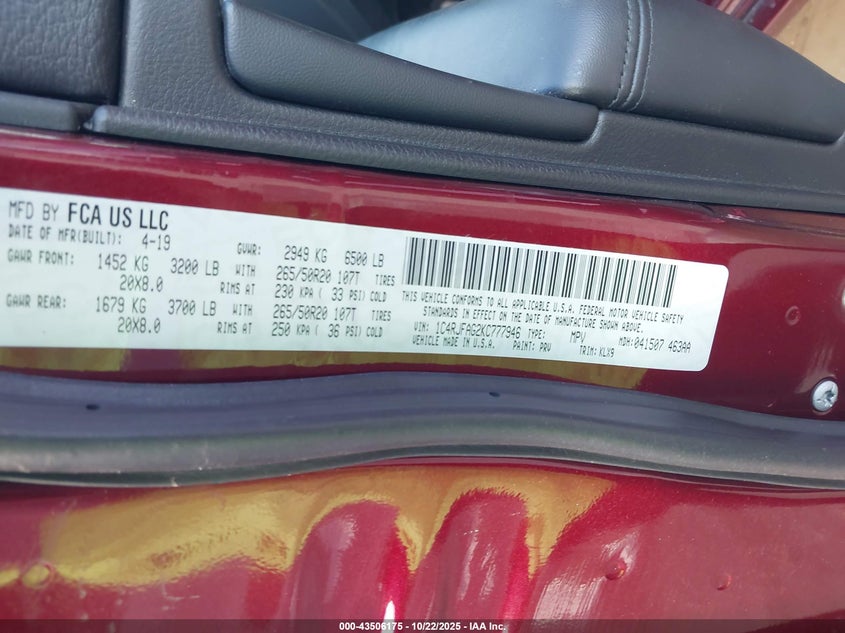 MFD BY FCA US LLC
DATE OF MFR(BUILT): 4-19 GVWR: 2949 KG 6500 LB
GAWR FRONT: 1452 KG 3200 LB WITH 265/50R20 107T TIRES
20X8.0 RIMS AT 230 KPA ( 33 PSI) COLD
GAWR REAR: 1679 KG 3700 LB WITH 265/50R20 107T TIRES
20X8.0 RIMS AT 250 KPA ( 36 PSI) COLD
THIS VEHICLE CONFORMS TO ALL APPLICABLE U.S.A. FEDERAL MOTOR VEHICLE SAFETY
STANDARDS IN EFFECT ON THE DATE OF MANUFACTURE SHOWN ABOVE.
VIN: 1C4RJFAG2KC777946 TYPE: MPV MDH: 041507 463AA
VEHICLE MADE IN U.S.A. PAINT: PRV TRIM: KLX9
000-43506175 - 10/22/2025 - IAA Inc.